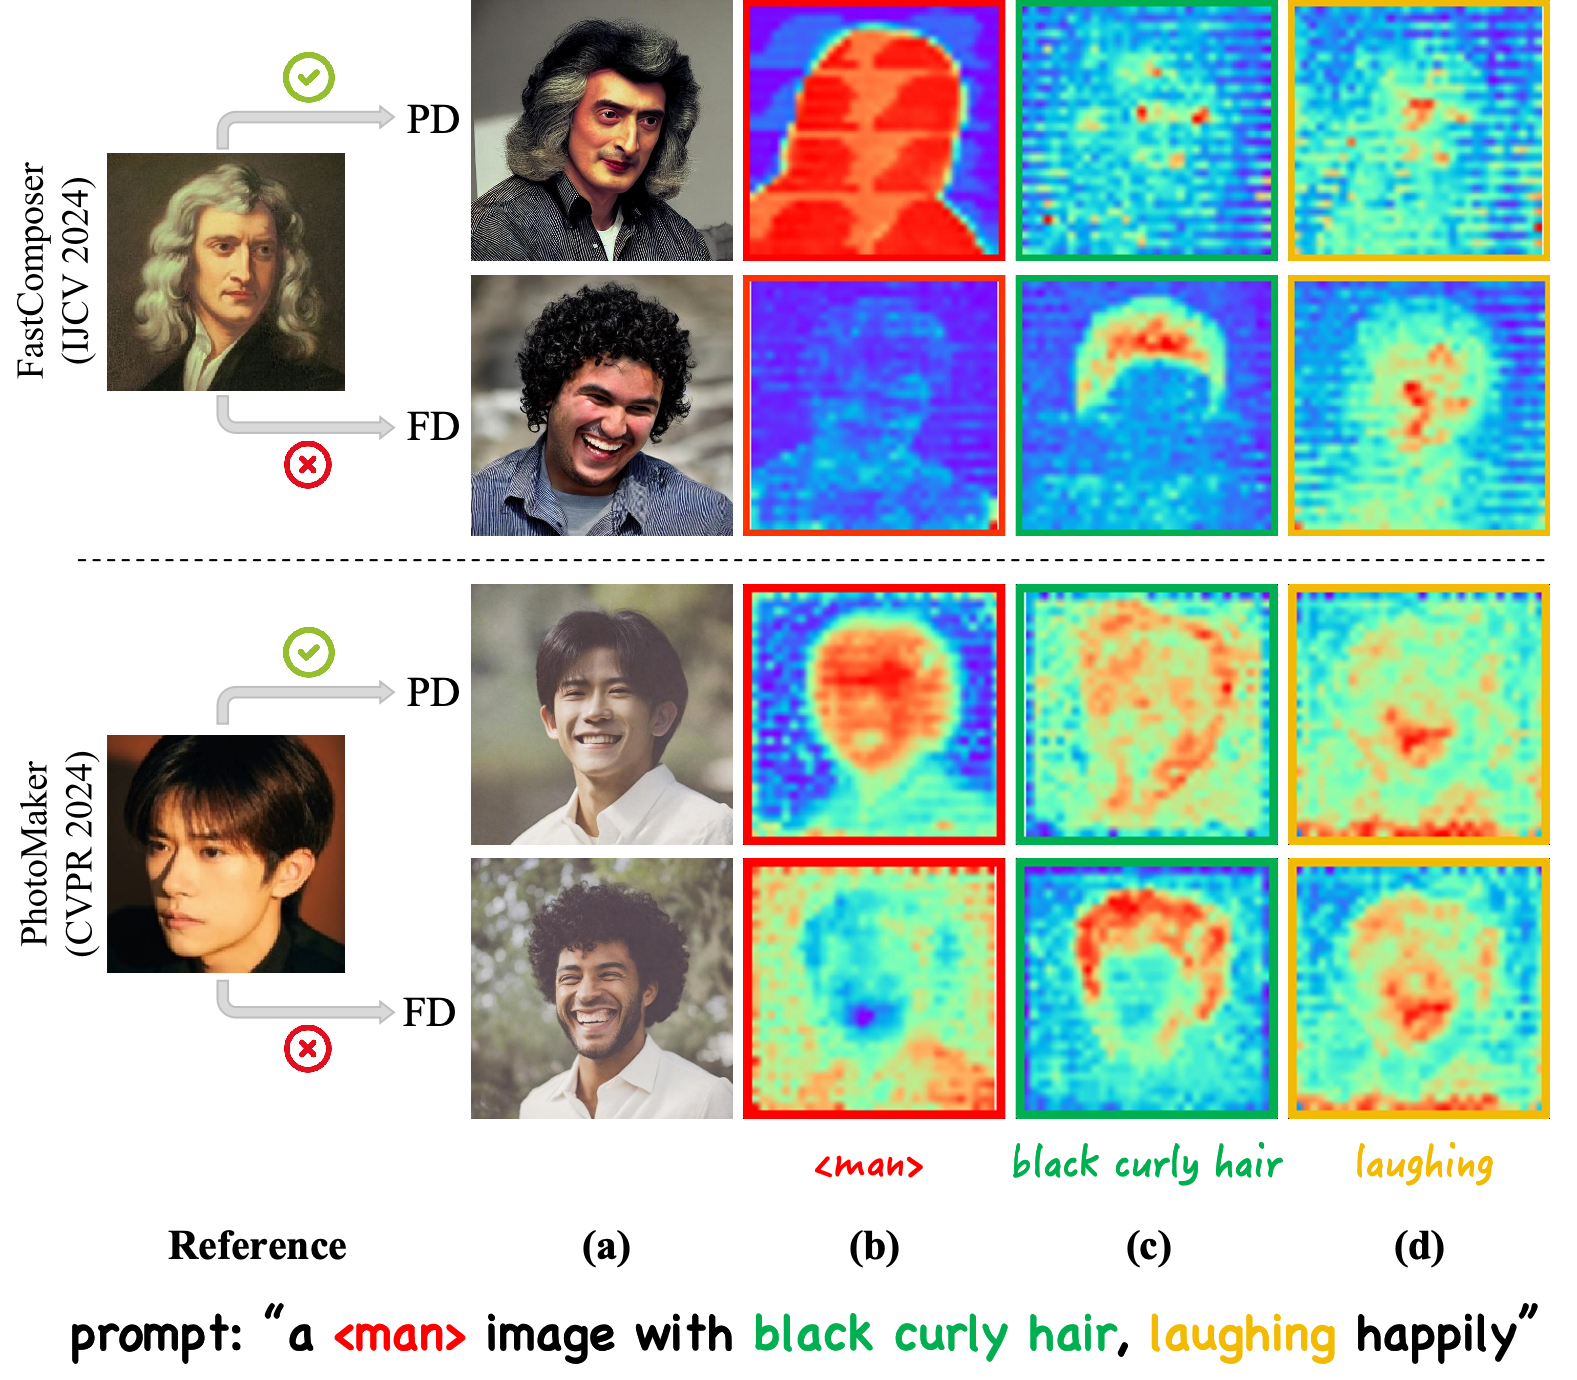 FastComposer
(IJCV 2024)
PD
FD
PhotoMaker
(CVPR 2024)
PD
FD
<man>
black curly hair
laughing
Reference
(a)
(b)
(c)
(d)
prompt: “a <man> image with black curly hair, laughing happily”